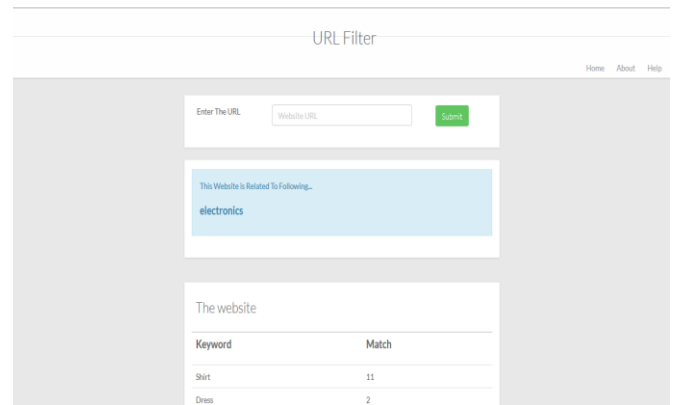 URL Filter
Home About Help
Enter The URL Website URL Submit
This Website is Related To Following...
electronics
The website
Keyword Match
Shirt 11
Dress 2